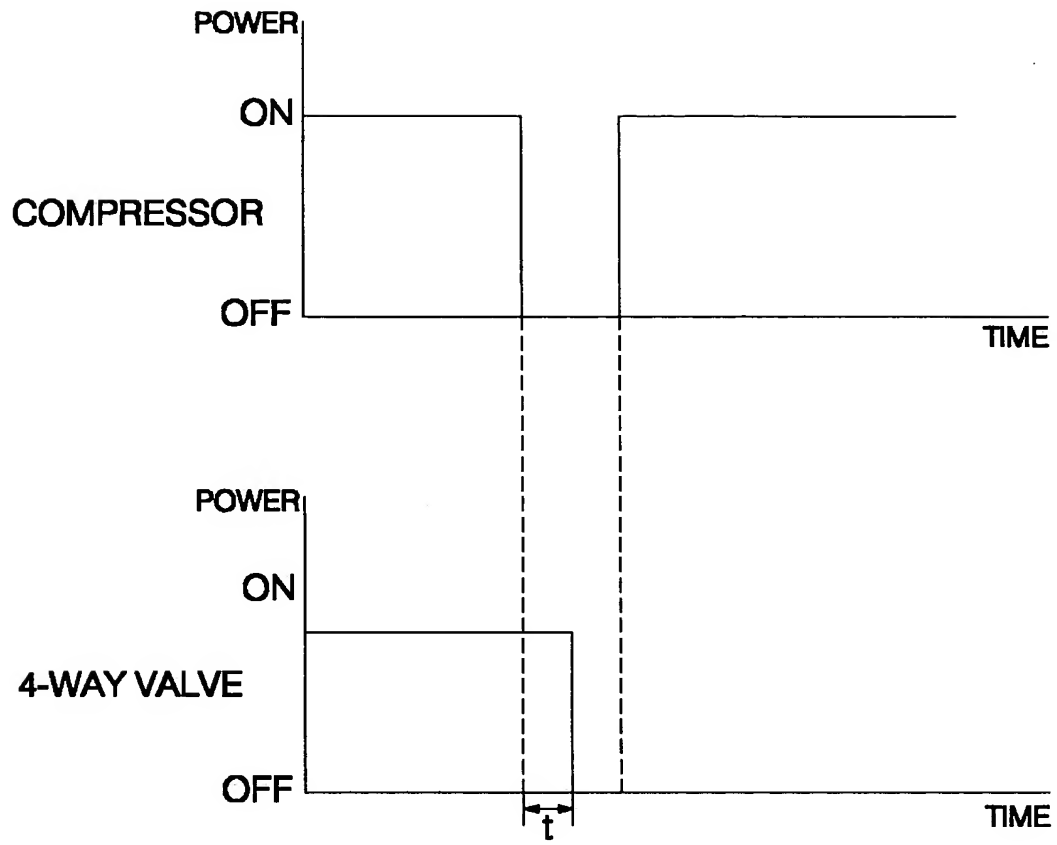 POWER
ON
COMPRESSOR
OFF
TIME
POWER
ON
4-WAY VALVE
OFF
t
TIME